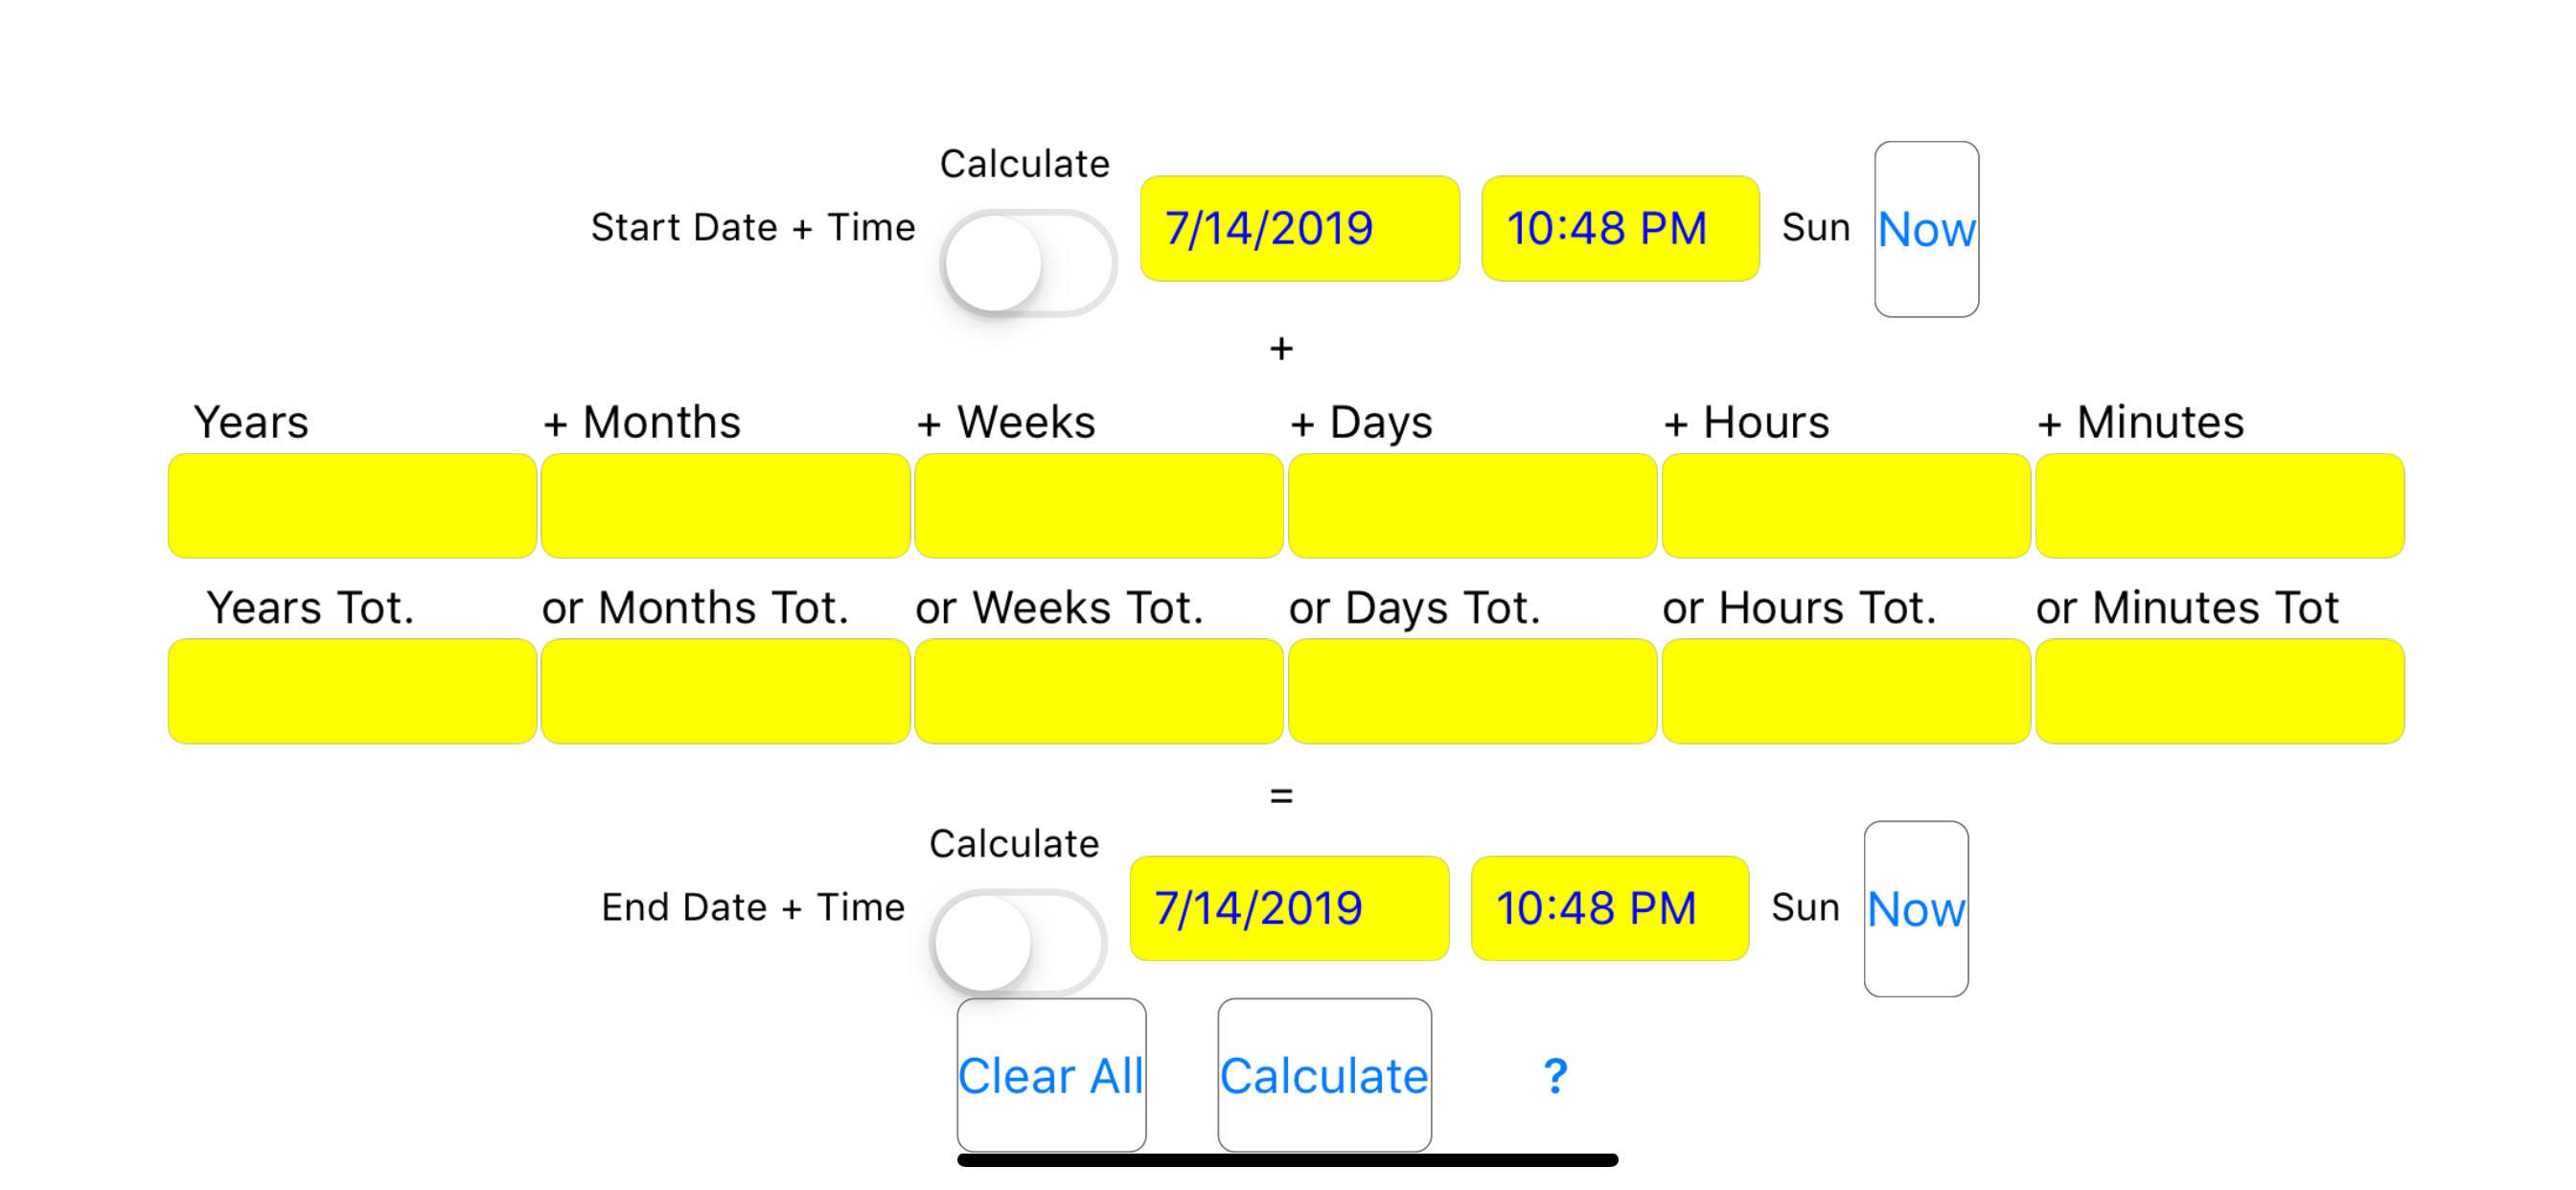 Calculate
Start Date + Time 7/14/2019 10:48 PM Sun Now
+
Years + Months + Weeks + Days + Hours + Minutes
Years Tot. or Months Tot. or Weeks Tot. or Days Tot. or Hours Tot. or Minutes Tot
=
Calculate
End Date + Time 7/14/2019 10:48 PM Sun Now
Clear All Calculate ?